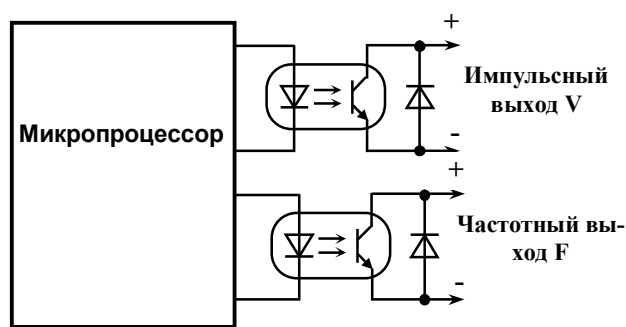 +
Импульсный
выход V
Микропроцессор
-
+
Частотный вы-
ход F
-